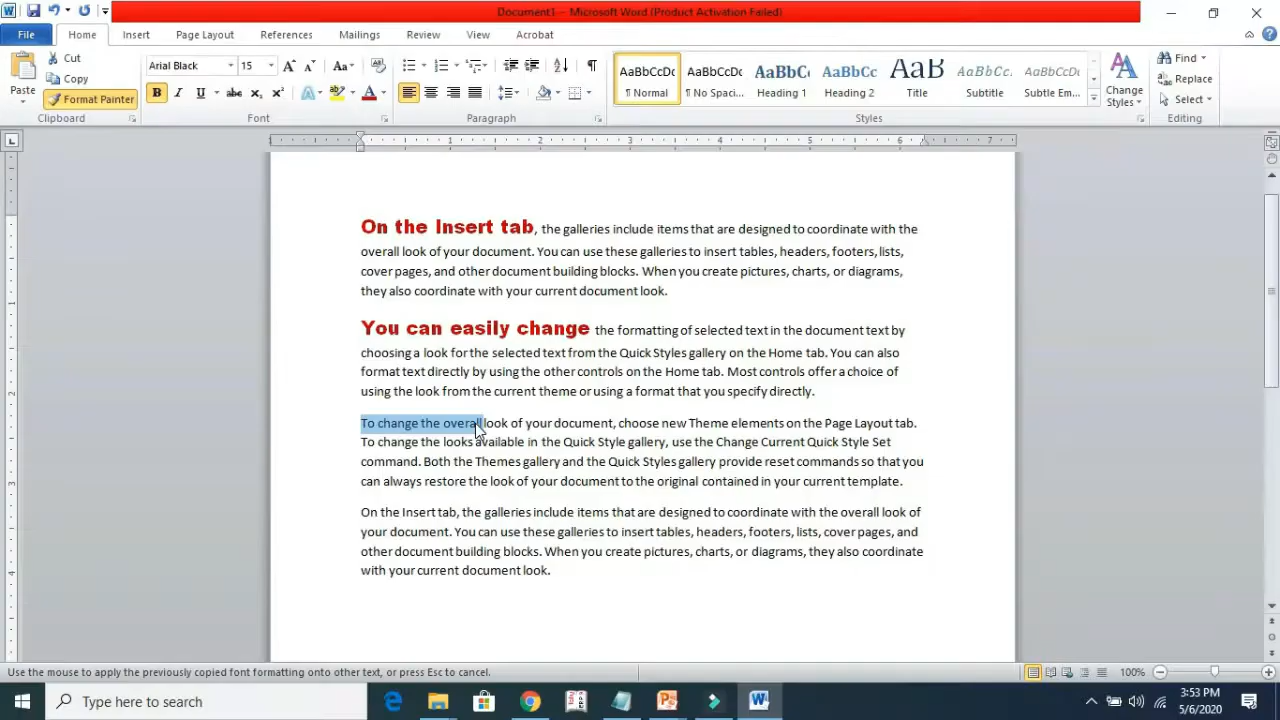 Document1 - Microsoft Word (Product Activation Failed)
File Home Insert Page Layout References Mailings Review View Acrobat
Paste
Cut
Copy
Format Painter
Clipboard
Arial Black 15
Font
Paragraph
AaBbCcDc AaBbCcDc AaBbC AaBbCc AaB AaBbCcDc AaBbCcDc
¶ Normal ¶ No Spaci... Heading 1 Heading 2 Title Subtitle Subtle Em...
Change
Styles
Styles
Find
Replace
Select
Editing
1 2 3 4 5 6 7
On the Insert tab, the galleries include items that are designed to coordinate with the
overall look of your document. You can use these galleries to insert tables, headers, footers, lists,
cover pages, and other document building blocks. When you create pictures, charts, or diagrams,
they also coordinate with your current document look.
You can easily change the formatting of selected text in the document text by
choosing a look for the selected text from the Quick Styles gallery on the Home tab. You can also
format text directly by using the other controls on the Home tab. Most controls offer a choice of
using the look from the current theme or using a format that you specify directly.
To change the overall look of your document, choose new Theme elements on the Page Layout tab.
To change the looks available in the Quick Style gallery, use the Change Current Quick Style Set
command. Both the Themes gallery and the Quick Styles gallery provide reset commands so that you
can always restore the look of your document to the original contained in your current template.
On the Insert tab, the galleries include items that are designed to coordinate with the overall look of
your document. You can use these galleries to insert tables, headers, footers, lists, cover pages, and
other document building blocks. When you create pictures, charts, or diagrams, they also coordinate
with your current document look.
Use the mouse to apply the previously copied font formatting onto other text, or press Esc to cancel.
100%
Type here to search
3:53 PM
5/6/2020